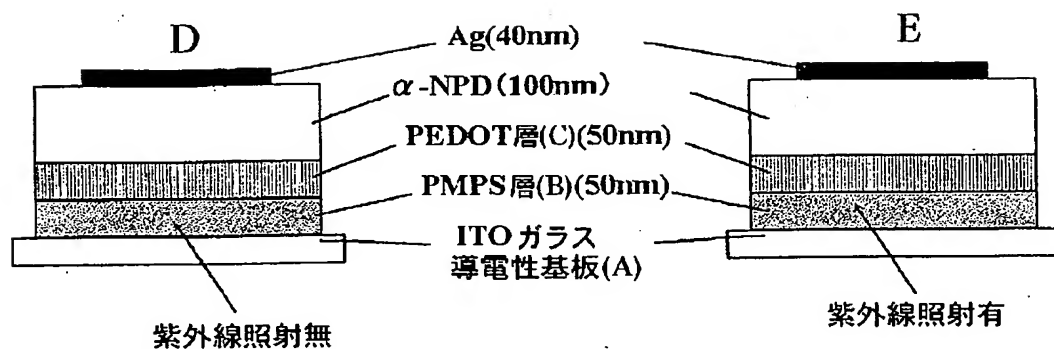 D
E
Ag(40nm)
α-NPD(100nm)
PEDOT層(C)(50nm)
PMPS層(B)(50nm)
ITOガラス
導電性基板(A)
紫外線照射無
紫外線照射有